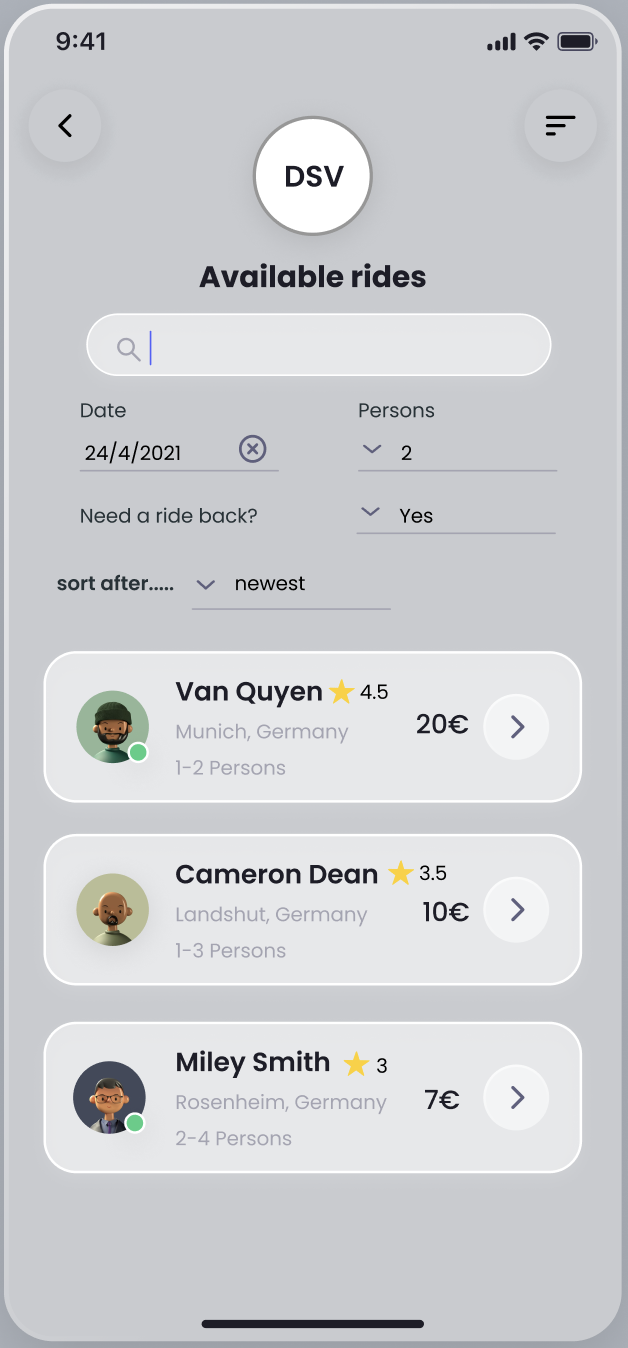 9:41
DSV
Available rides
Date
Persons
24/4/2021
2
Need a ride back?
Yes
sort after.....
newest
Van Quyen
4.5
Munich, Germany
20€
1-2 Persons
Cameron Dean
3.5
Landshut, Germany
10€
1-3 Persons
Miley Smith
3
Rosenheim, Germany
7€
2-4 Persons